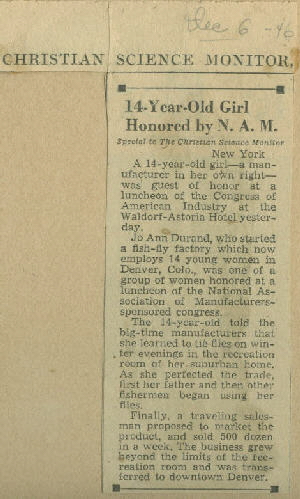 Dec 6 - 46
CHRISTIAN SCIENCE MONITOR,
14-Year-Old Girl
Honored by N. A. M.
Special to The Christian Science Monitor
New York
A 14-year-old girl—a man-
ufacturer in her own right—
was guest of honor at a
luncheon of the Congress of
American Industry at the
Waldorf-Astoria Hotel yester-
day.
Jo Ann Durand, who started
a fish-fly factory which now
employs 14 young women in
Denver, Colo., was one of a
group of women honored at a
luncheon of the National As-
sociation of Manufacturers-
sponsored congress.
The 14-year-old told the
big-time manufacturers that
she learned to tie flies on win-
ter evenings in the recreation
room of her suburban home.
As she perfected the trade,
first her father and then other
fishermen began using her
flies.
Finally, a traveling sales-
man proposed to market the
product, and sold 500 dozen
in a week. The business grew
beyond the limits of the rec-
reation room and was trans-
ferred to downtown Denver.